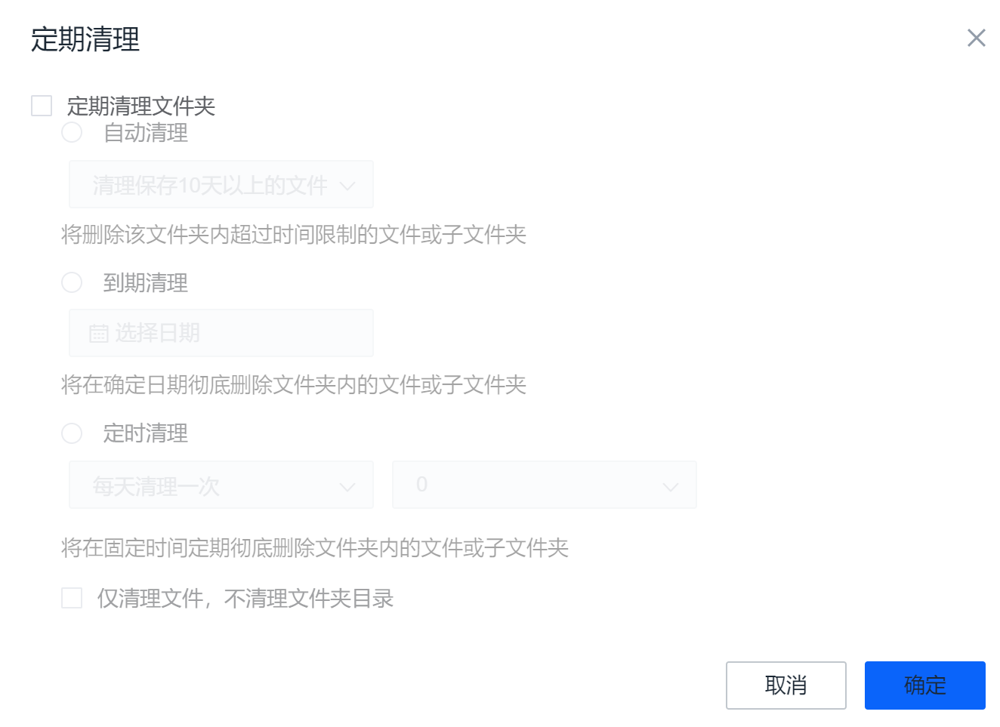 定期清理
定期清理文件夹
自动清理
清理保存10天以上的文件
将删除该文件夹内超过时间限制的文件或子文件夹
到期清理
选择日期
将在确定日期彻底删除文件夹内的文件或子文件夹
定时清理
每天清理一次 0
将在固定时间定期彻底删除文件夹内的文件或子文件夹
仅清理文件，不清理文件夹目录
取消 确定